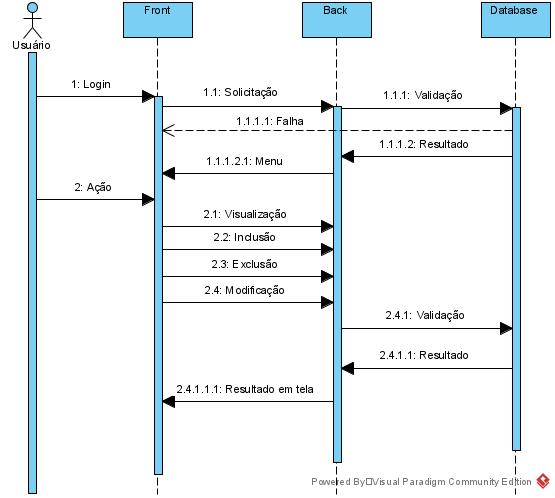 Front
Back
Database
Usuário
1: Login
1.1: Solicitação
1.1.1: Validação
1.1.1.1: Falha
1.1.1.2: Resultado
1.1.1.2.1: Menu
2: Ação
2.1: Visualização
2.2: Inclusão
2.3: Exclusão
2.4: Modificação
2.4.1: Validação
2.4.1.1: Resultado
2.4.1.1.1: Resultado em tela
Powered By□Visual Paradigm Community Edition